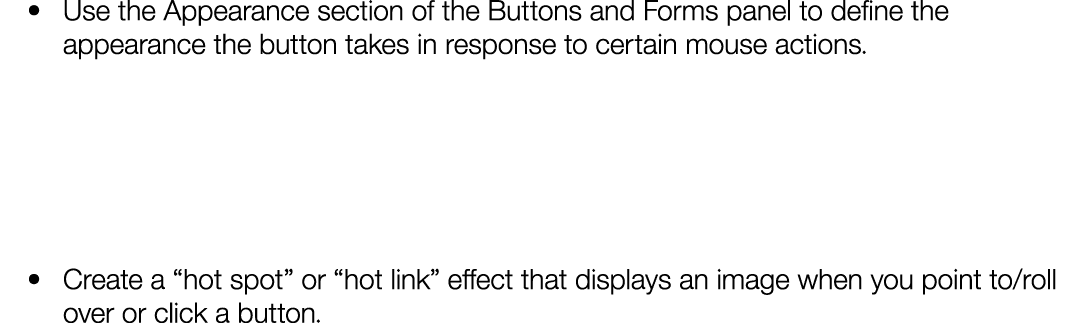 • Use the Appearance section of the Buttons and Forms panel to define the
appearance the button takes in response to certain mouse actions.
• Create a “hot spot” or “hot link” effect that displays an image when you point to/roll
over or click a button.